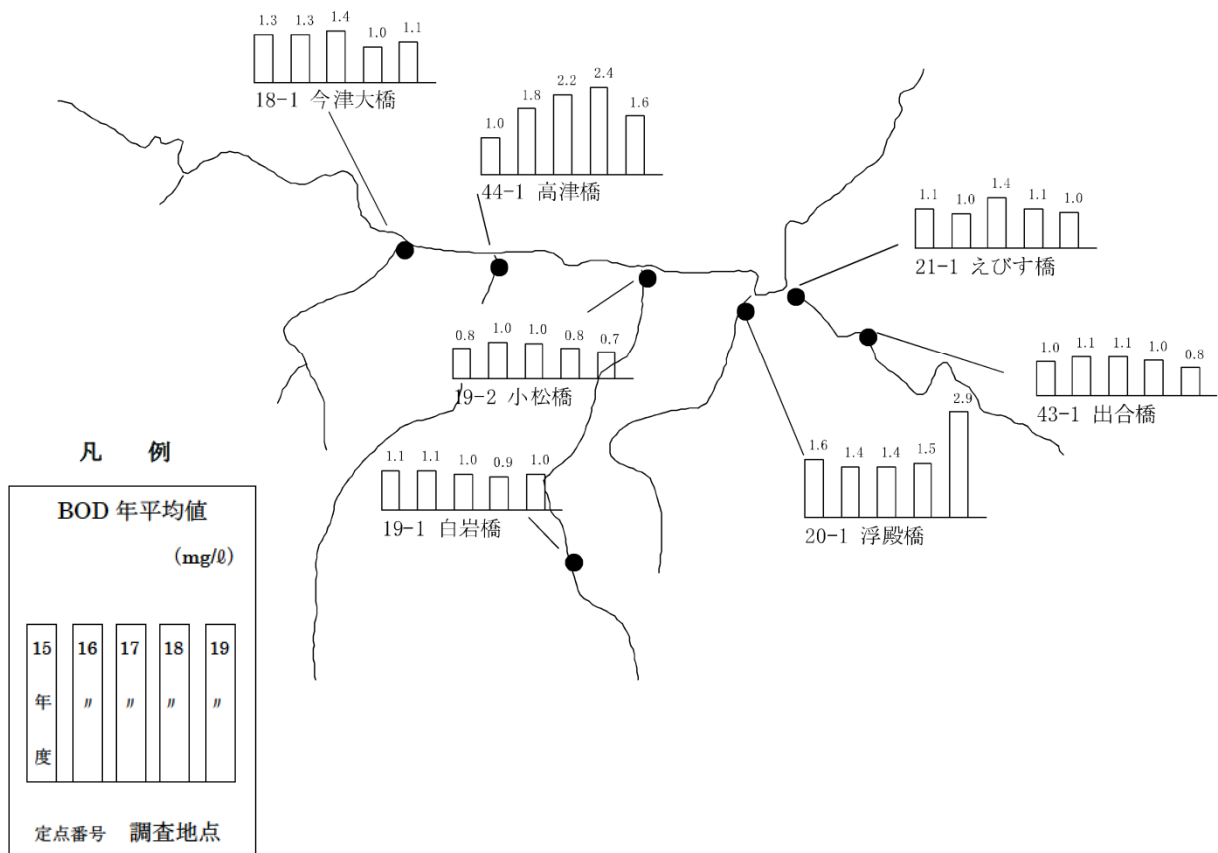 1.3 1.3 1.4 1.0 1.1
18-1 今津大橋
1.0 1.8 2.2 2.4 1.6
44-1 高津橋
1.1 1.0 1.4 1.1 1.0
21-1 えびす橋
0.8 1.0 1.0 0.8 0.7
19-2 小松橋
1.0 1.1 1.1 1.0 0.8
43-1 出合橋
1.6 1.4 1.4 1.5 2.9
20-1 浮殿橋
1.1 1.1 1.0 0.9 1.0
19-1 白岩橋
凡 例
BOD 年平均値
(mg/ℓ)
15 16 17 18 19
年 〃 〃 〃 〃
度
定点番号 調査地点